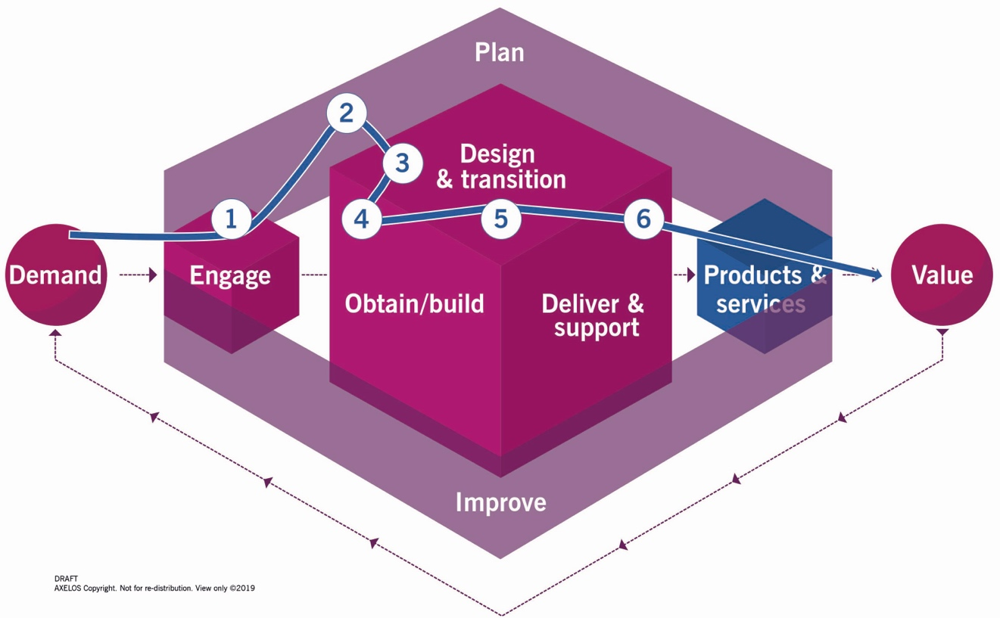 Plan
2
3
Design
& transition
1
4
5
6
Demand
Engage
Obtain/build
Deliver &
support
Products &
services
Value
Improve
DRAFT
AXELOS Copyright. Not for re-distribution. View only ©2019